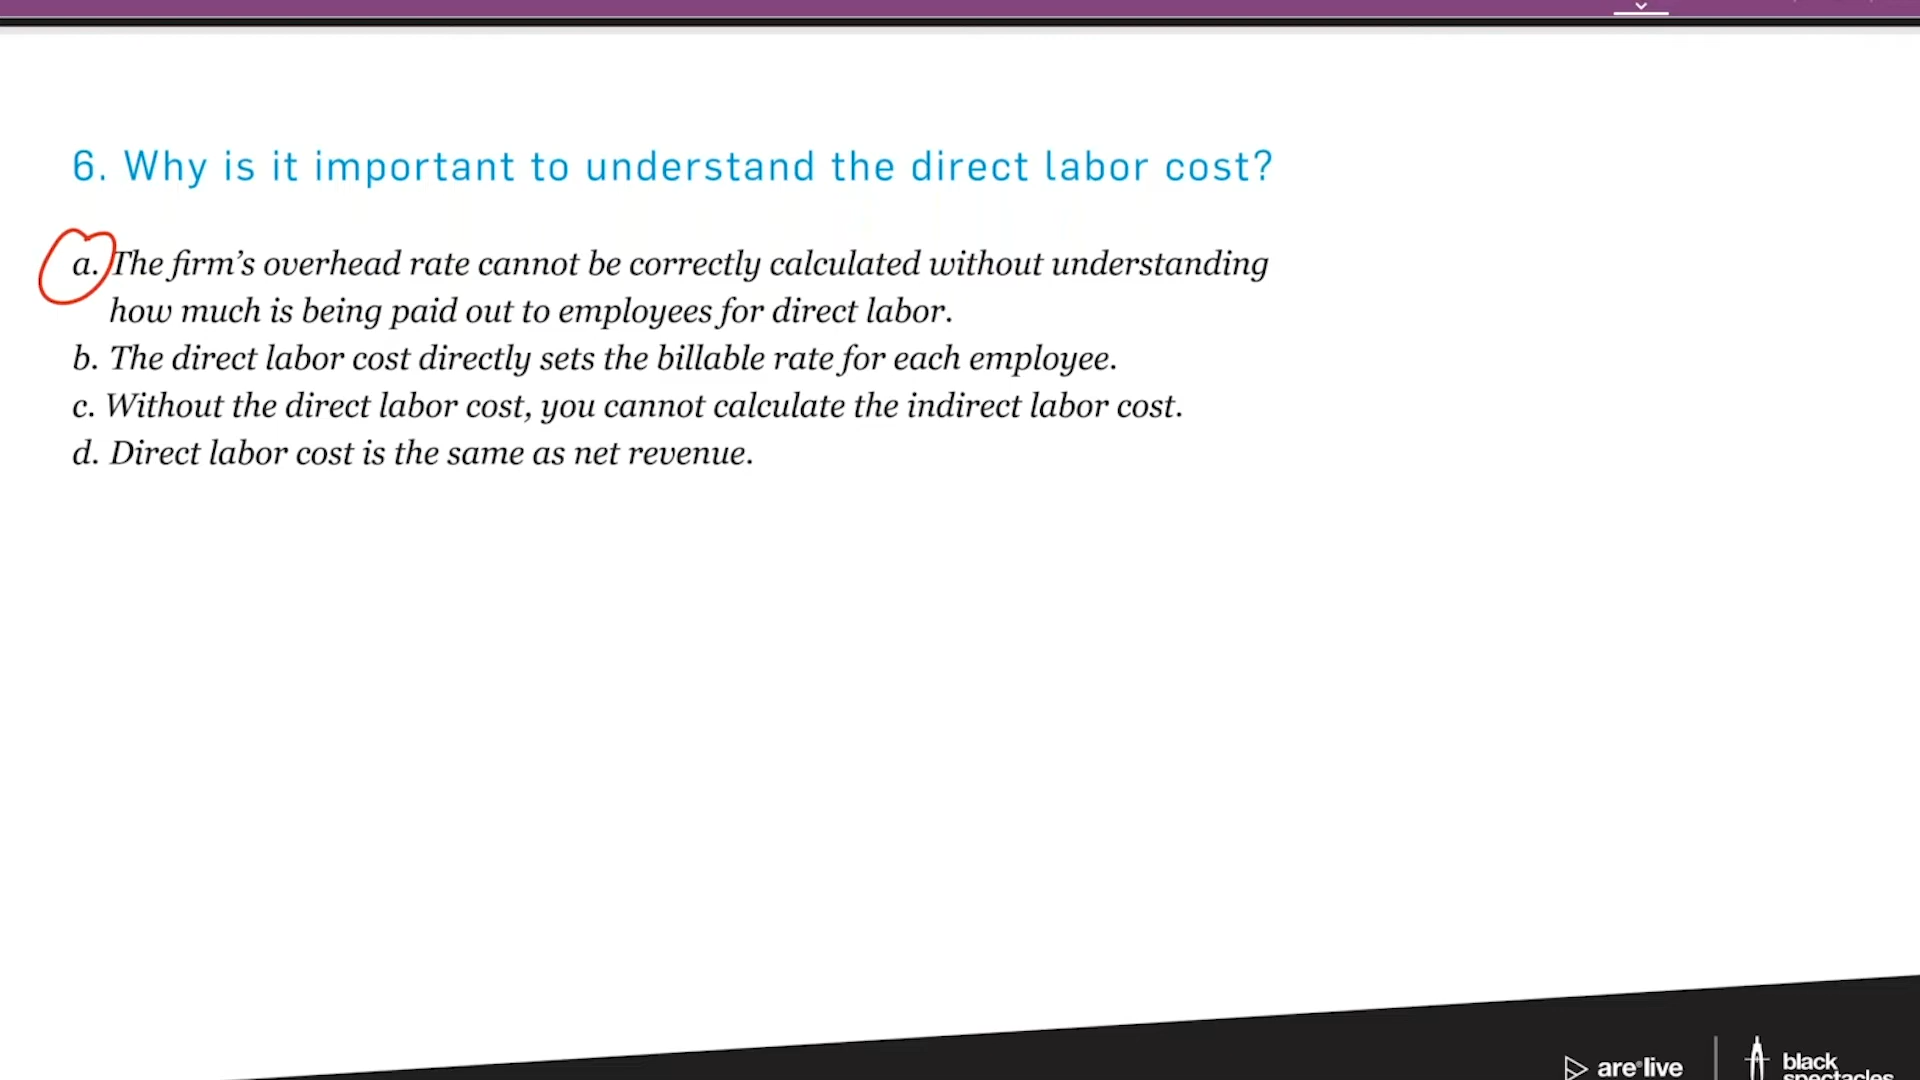 6. Why is it important to understand the direct labor cost?
a. The firm’s overhead rate cannot be correctly calculated without understanding
how much is being paid out to employees for direct labor.
b. The direct labor cost directly sets the billable rate for each employee.
c. Without the direct labor cost, you cannot calculate the indirect labor cost.
d. Direct labor cost is the same as net revenue.
are live
black
spectacles